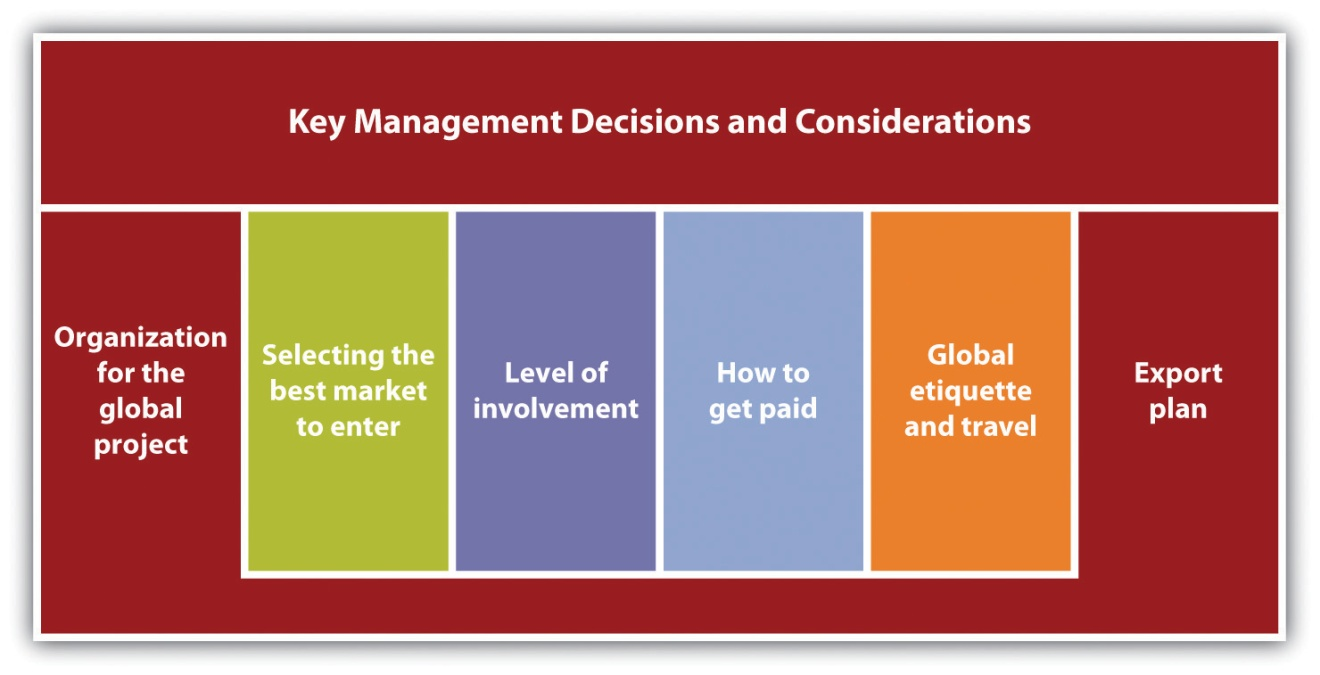 Key Management Decisions and Considerations
Organization
for the
global
project
Selecting the
best market
to enter
Level of
involvement
How to
get paid
Global
etiquette
and travel
Export
plan